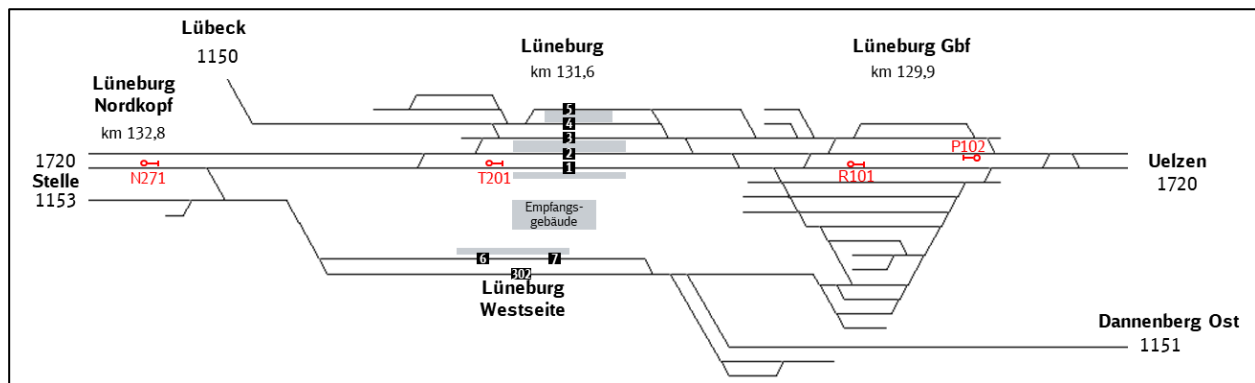 Lübeck
1150
Lüneburg
km 131,6
Lüneburg Gbf
km 129,9
Lüneburg
Nordkopf
km 132,8
5
4
3
2
1
P102
1720
Stelle
1153
N271
T201
R101
Uelzen
1720
Empfangs-
gebäude
6
7
302
Lüneburg
Westseite
Dannenberg Ost
1151